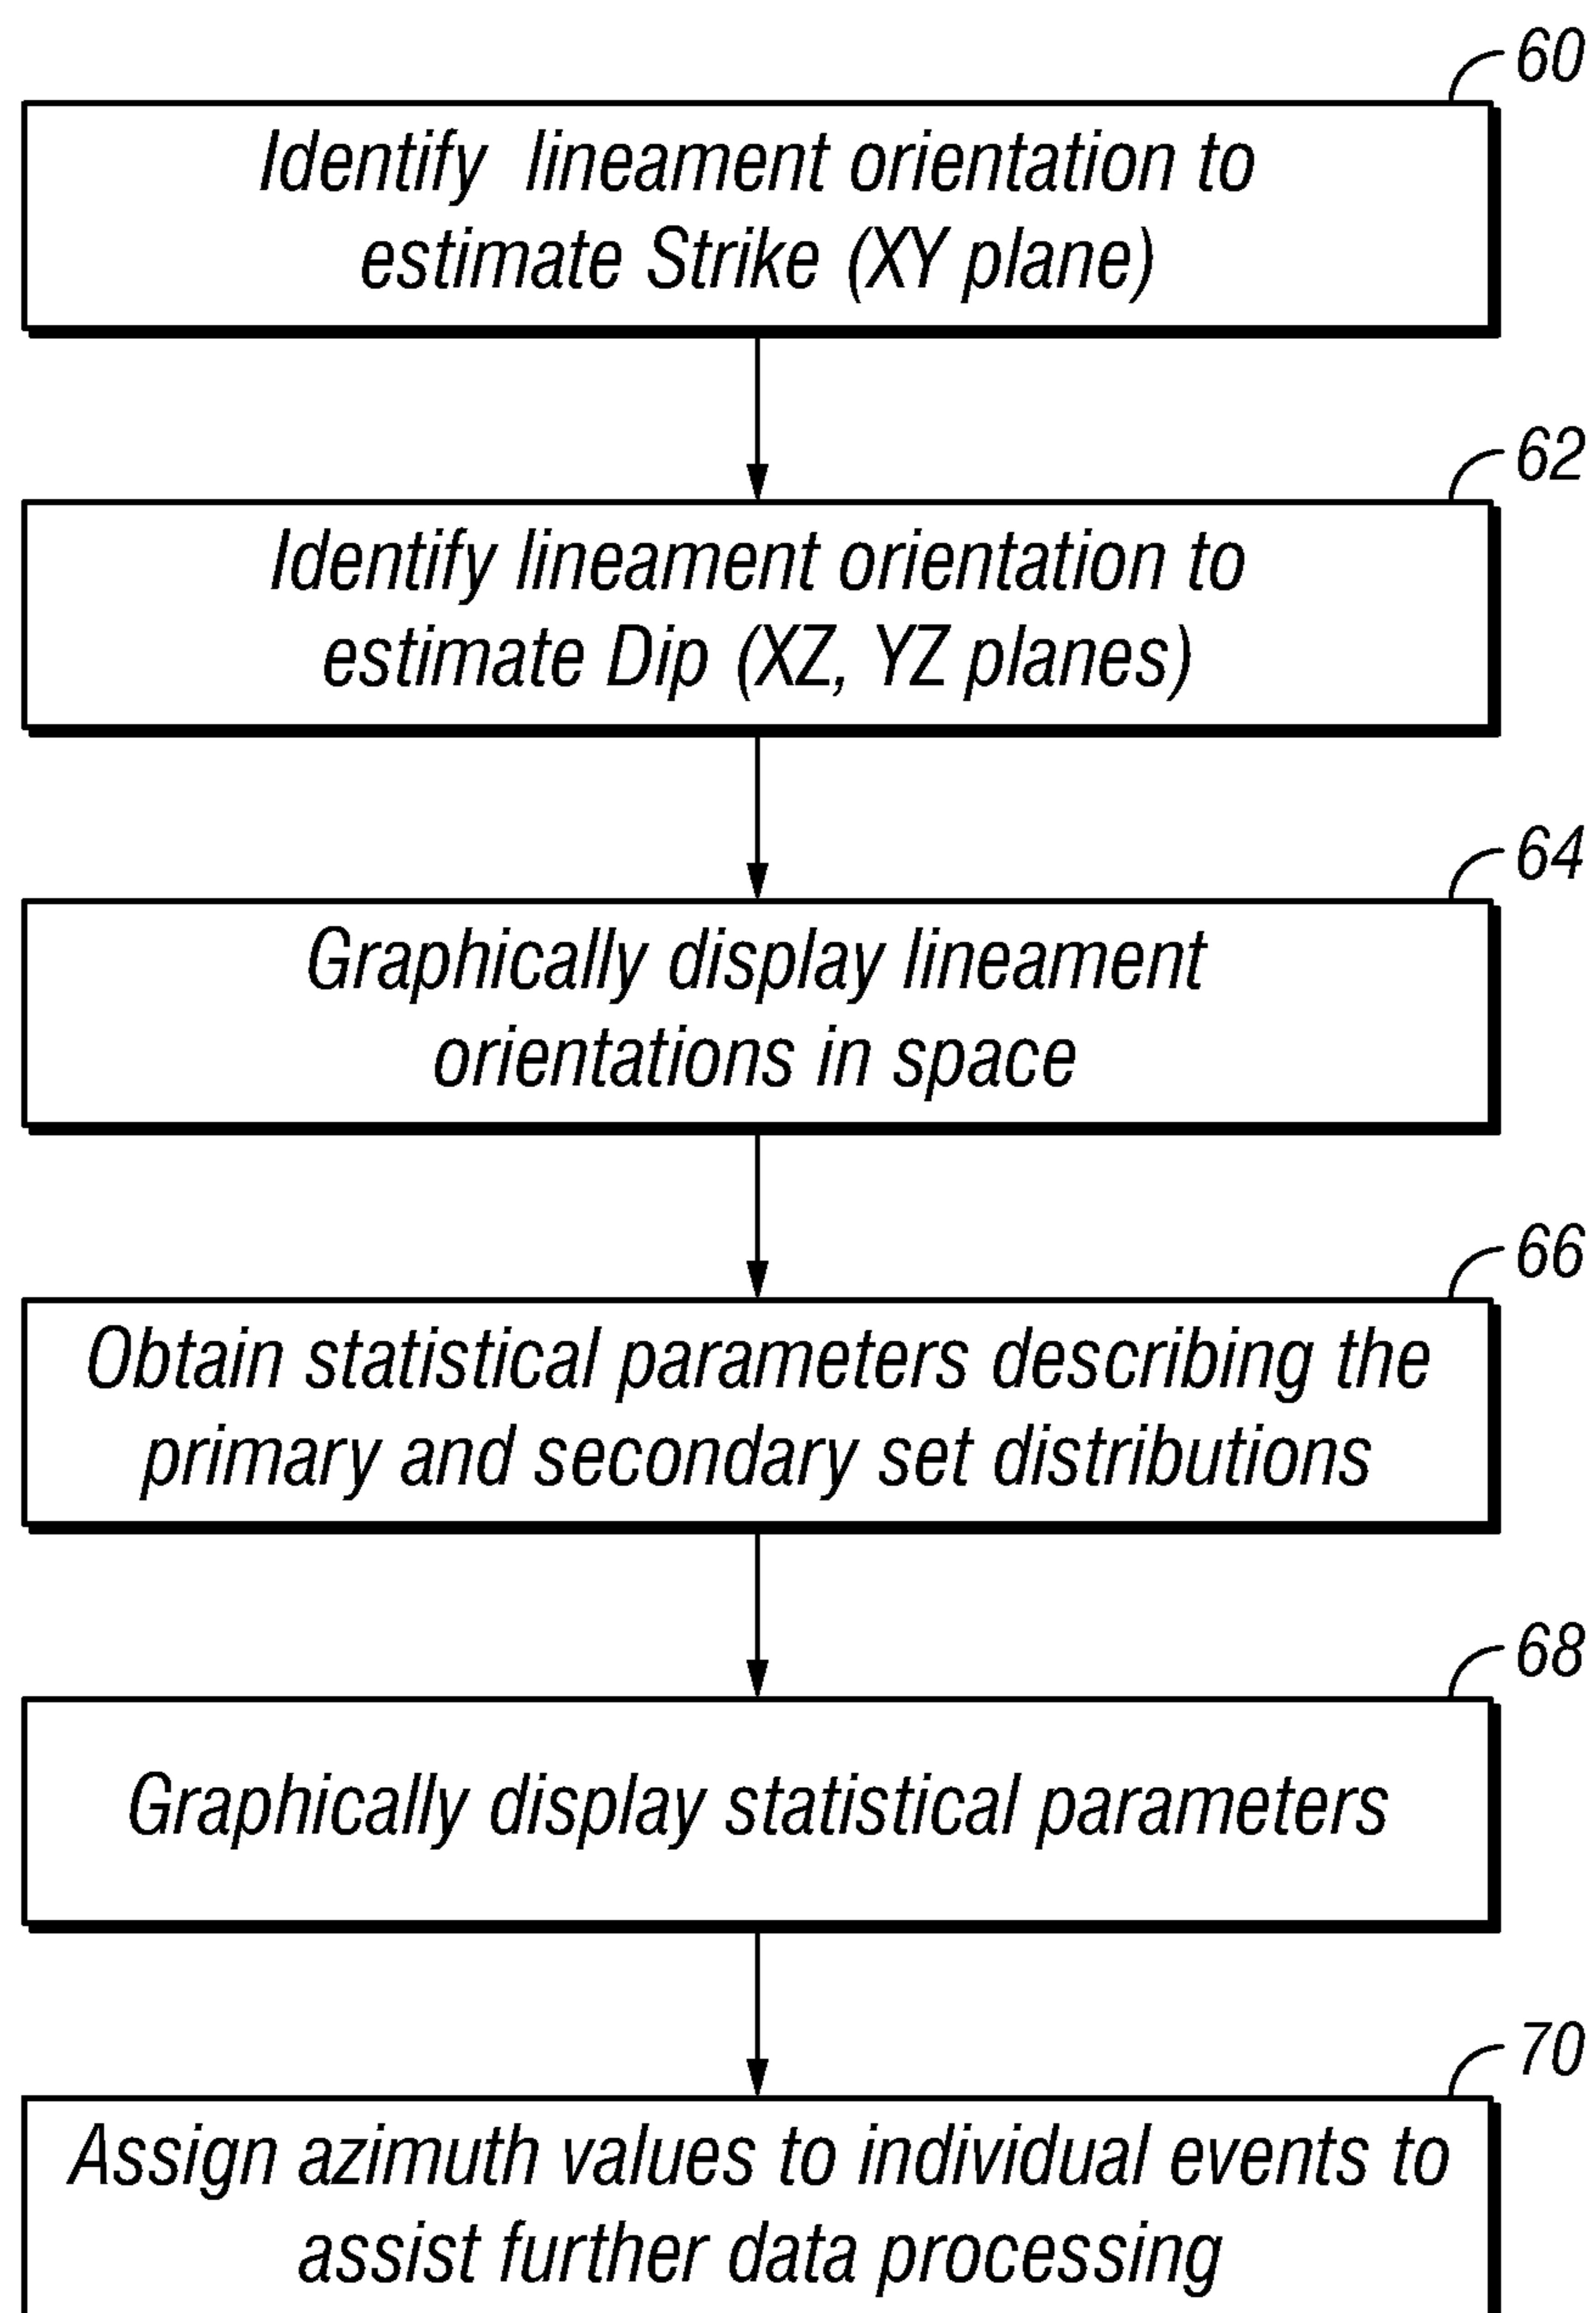 60
Identify lineament orientation to
estimate Strike (XY plane)
62
Identify lineament orientation to
estimate Dip (XZ, YZ planes)
64
Graphically display lineament
orientations in space
66
Obtain statistical parameters describing the
primary and secondary set distributions
68
Graphically display statistical parameters
70
Assign azimuth values to individual events to
assist further data processing